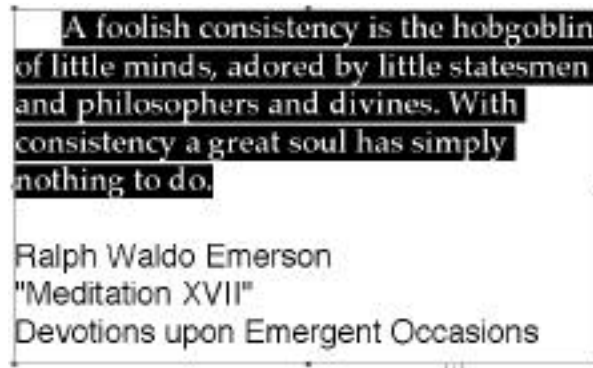 A foolish consistency is the hobgoblin
of little minds, adored by little statesmen
and philosophers and divines. With
consistency a great soul has simply
nothing to do.
Ralph Waldo Emerson
"Meditation XVII"
Devotions upon Emergent Occasions